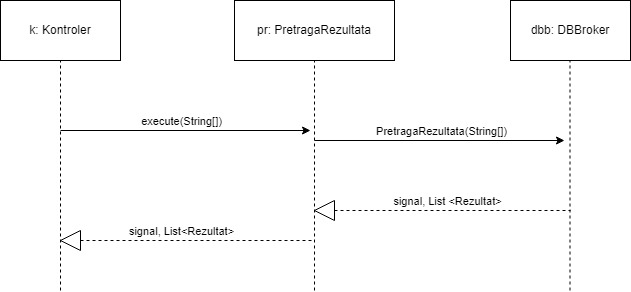 k: Kontroler
pr: PretragaRezultata
dbb: DBBroker
execute(String[])
PretragaRezultata(String[])
signal, List <Rezultat>
signal, List<Rezultat>